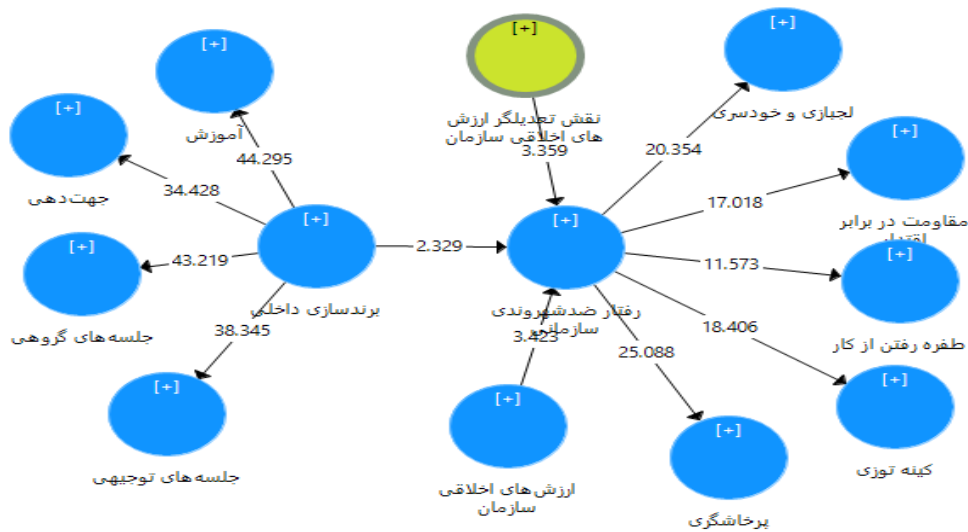 [+]
[+]
[+]
[+]
لجبازی و خودسری
آموزش
نقش تعدیلگر ارزش
های اخلاقی سازمان
3.359
20.354
44.295
[+]
جهت‌دهی
34.428
17.018
مقاومت در برابر
اقتدار
[+]
[+]
2.329
[+]
43.219
11.573
[+]
جلسه‌های گروهی
برندسازی داخلی
رفتار ضدشهروندی
سازمانی
طفره رفتن از کار
38.345
3.423
25.088
18.406
[+]
[+]
[+]
[+]
جلسه‌های توجیهی
ارزش‌های اخلاقی
سازمان
پرخاشگری
کینه توزی